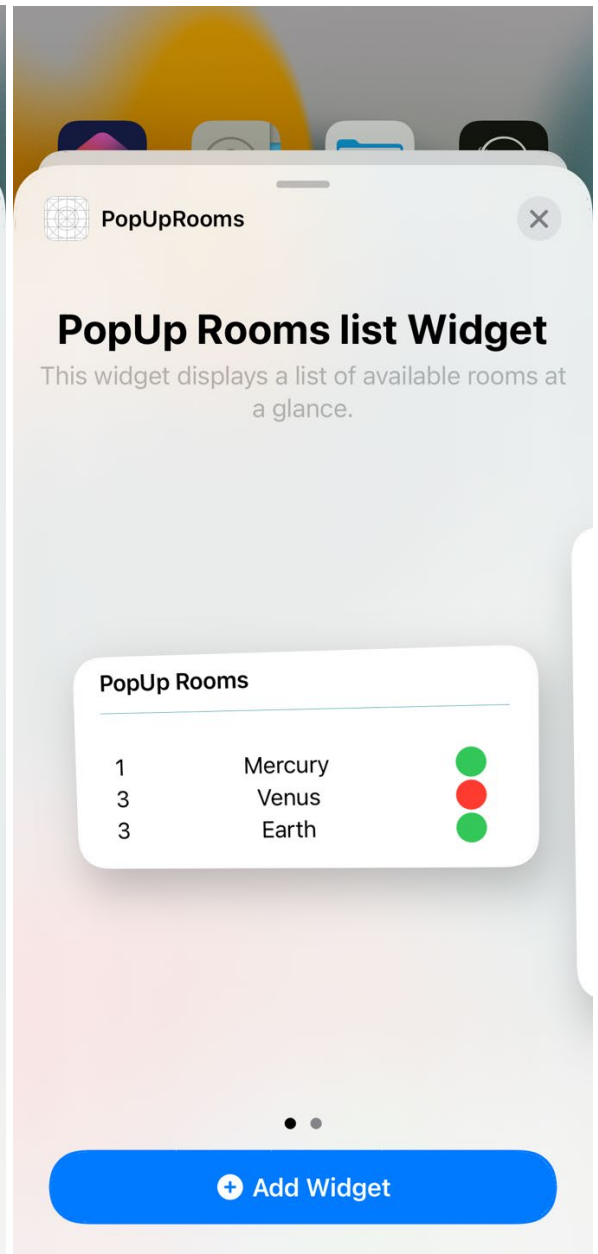 PopUpRooms
PopUp Rooms list Widget
This widget displays a list of available rooms at
a glance.
PopUp Rooms
1 Mercury
3 Venus
3 Earth
Add Widget